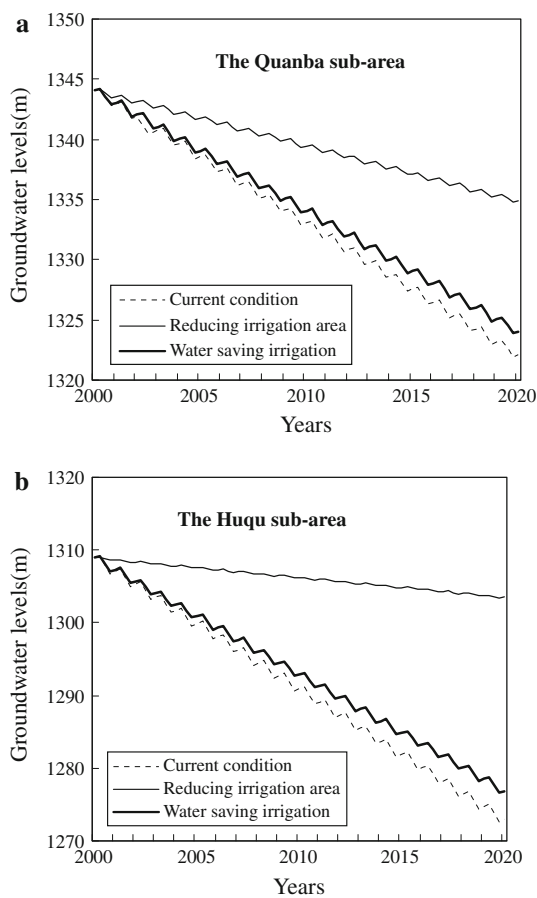 a
The Quanba sub-area
Groundwater levels(m)
1350
1345
1340
1335
1330
1325
1320
Current condition
Reducing irrigation area
Water saving irrigation
2000 2005 2010 2015 2020
Years
b
The Huqu sub-area
Groundwater levels(m)
1320
1310
1300
1290
1280
1270
Current condition
Reducing irrigation area
Water saving irrigation
2000 2005 2010 2015 2020
Years